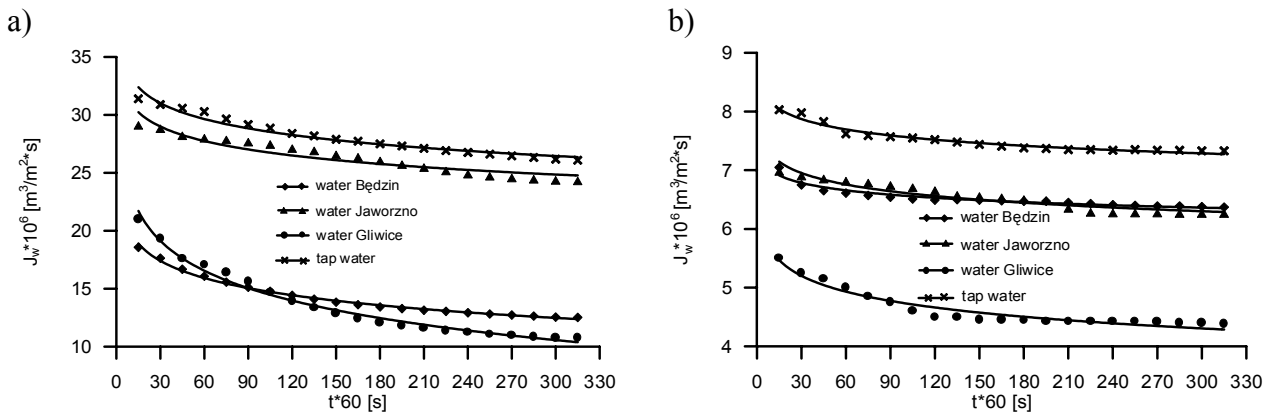 a)
35
30
25
20
15
10
J_w*10^6 [m^3/m^2*s]
water Będzin
water Jaworzno
water Gliwice
tap water
0 30 60 90 120 150 180 210 240 270 300 330
t*60 [s]
b)
9
8
7
6
5
4
J_w*10^6 [m^3/m^2*s]
water Będzin
water Jaworzno
water Gliwice
tap water
0 30 60 90 120 150 180 210 240 270 300 330
t*60 [s]